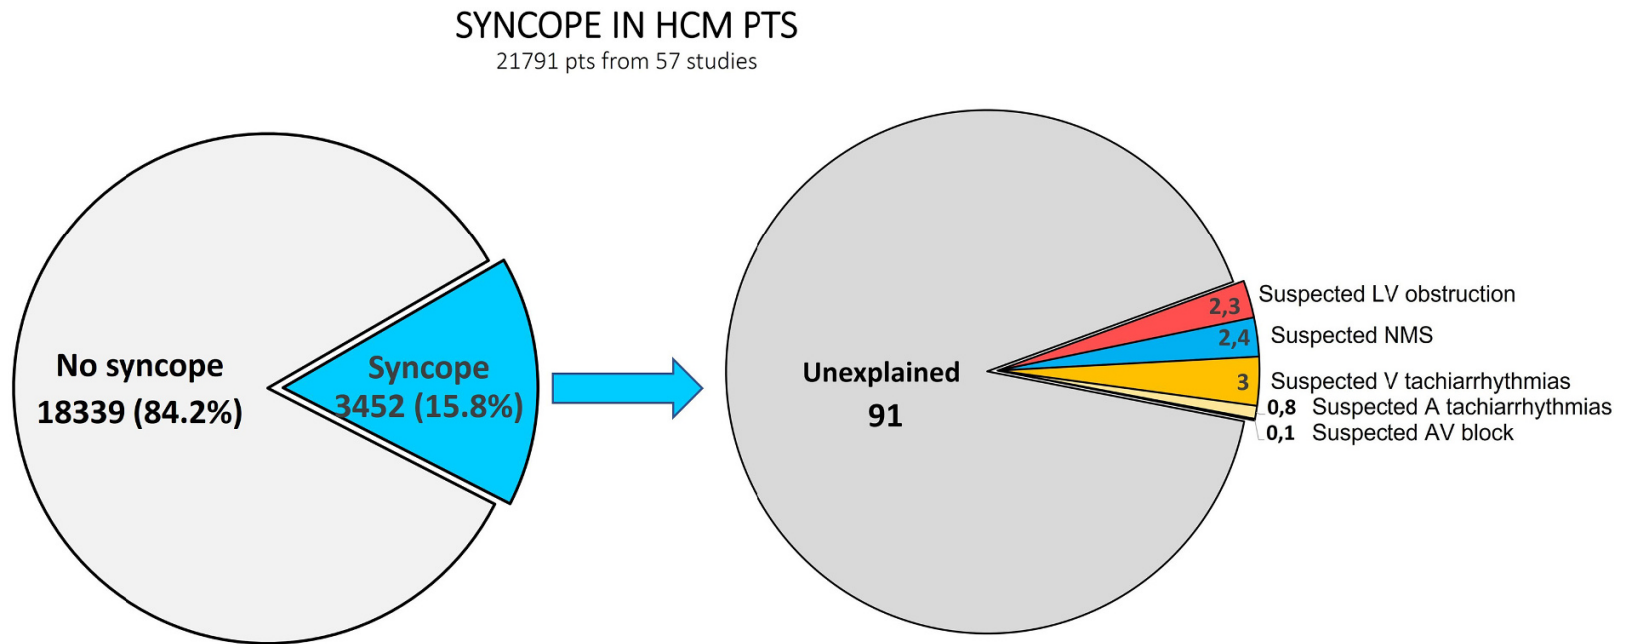 SYNCOPE IN HCM PTS
21791 pts from 57 studies
No syncope
18339 (84.2%)
Syncope
3452 (15.8%)
Unexplained
91
2,3 Suspected LV obstruction
2,4 Suspected NMS
3 Suspected V tachiarrhythmias
0,8 Suspected A tachiarrhythmias
0,1 Suspected AV block